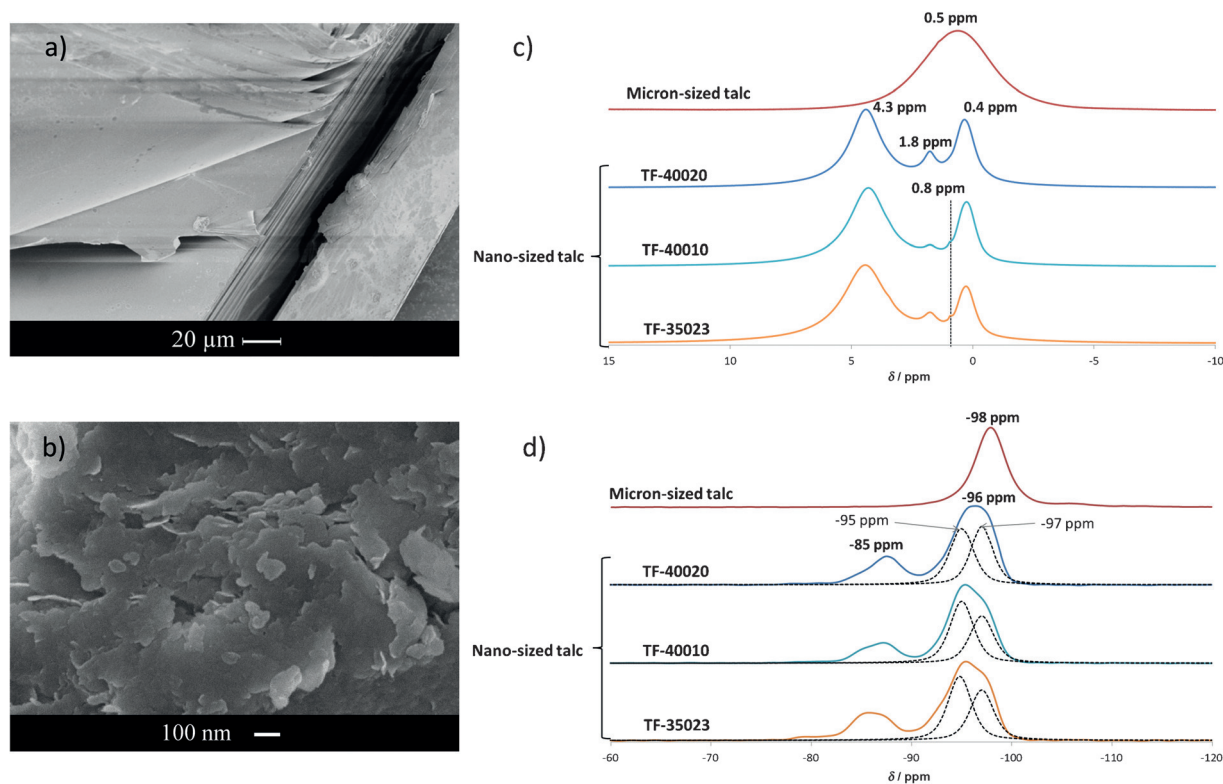 a)
20 µm
b)
100 nm
c)
0.5 ppm
Micron-sized talc
4.3 ppm
0.4 ppm
1.8 ppm
TF-40020
0.8 ppm
TF-40010
Nano-sized talc
TF-35023
15 10 5 0 -5 -10
δ / ppm
d)
-98 ppm
Micron-sized talc
-96 ppm
-95 ppm
-97 ppm
-85 ppm
TF-40020
TF-40010
Nano-sized talc
TF-35023
-60 -70 -80 -90 -100 -110 -120
δ / ppm